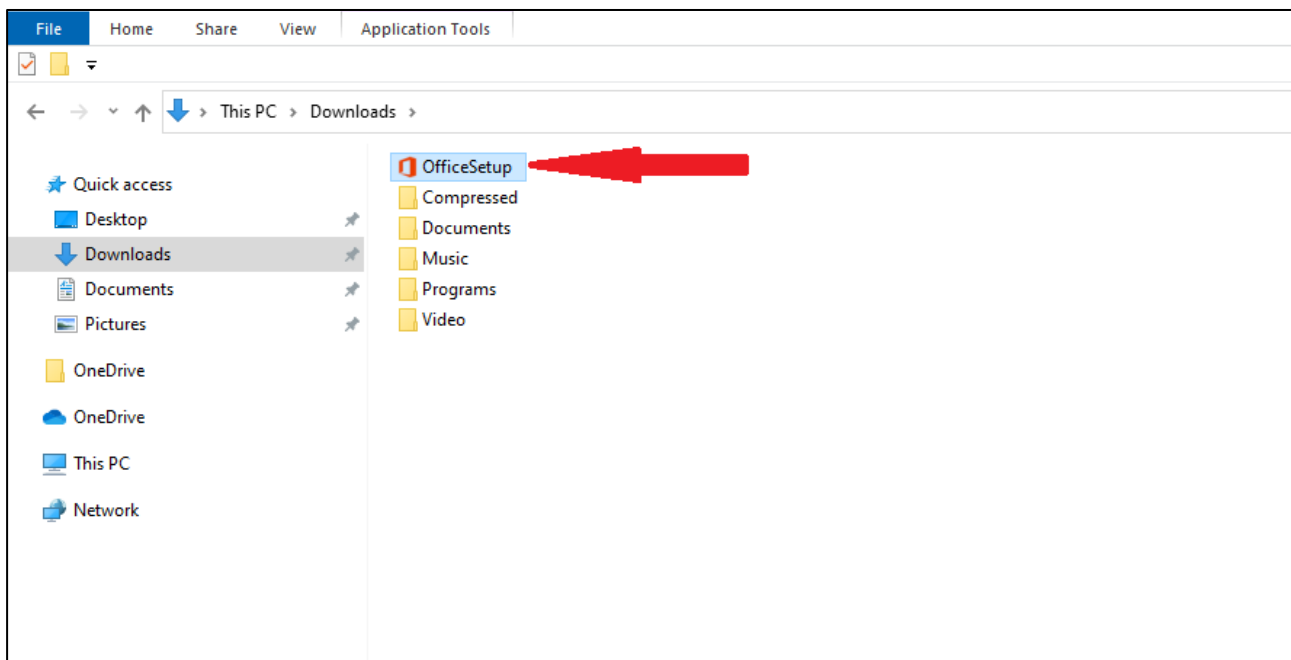 File Home Share View Application Tools
This PC Downloads
Quick access
Desktop
Downloads
Documents
Pictures
OneDrive
OneDrive
This PC
Network
OfficeSetup
Compressed
Documents
Music
Programs
Video